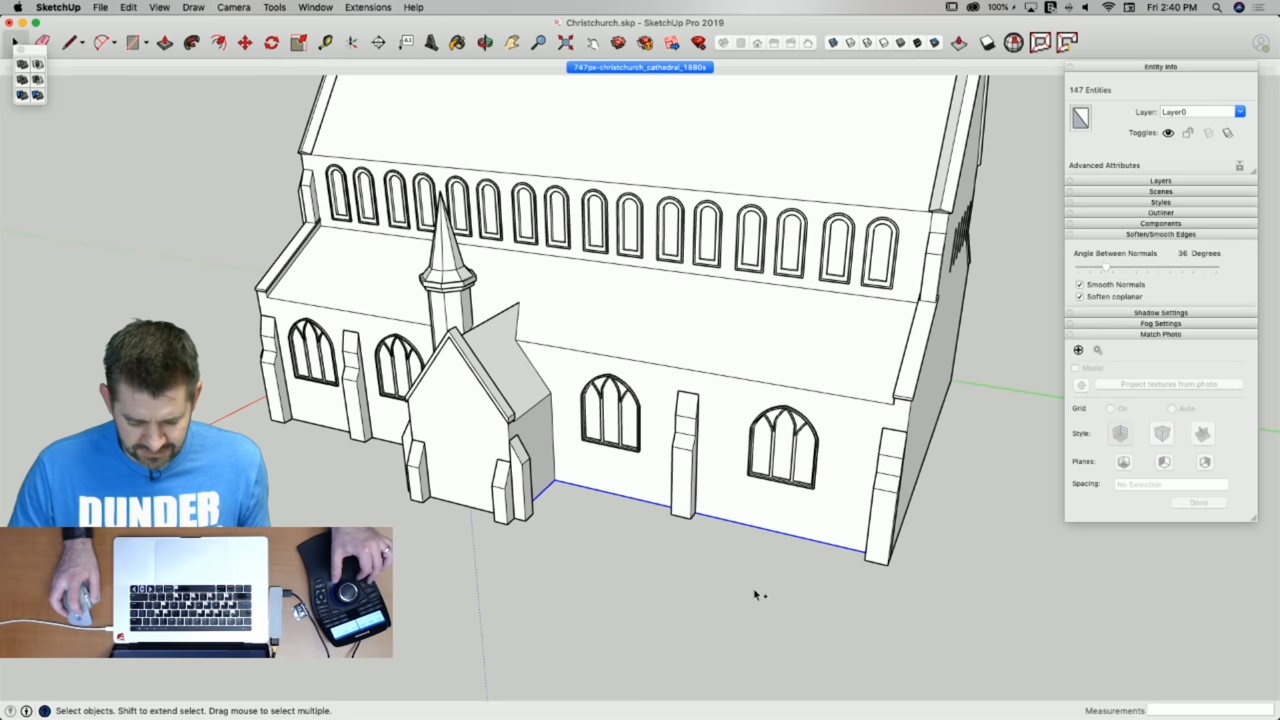 SketchUp File Edit View Draw Camera Tools Window Extensions Help
100% Fri 2:40 PM
Christchurch.skp - SketchUp Pro 2019
747px-christchurch_cathedral_1880s
Entity Info
147 Entities
Layer: Layer0
Toggles:
Advanced Attributes
Layers
Scenes
Styles
Outliner
Components
Soften/Smooth Edges
Angle Between Normals 36 Degrees
Smooth Normals
Soften coplanar
Shadow Settings
Fog Settings
Match Photo
Model
Project textures from photo
Grid On Auto
Style:
Planes:
Spacing: No Selection
Done
DUNDER
Select objects. Shift to extend select. Drag mouse to select multiple.
Measurements